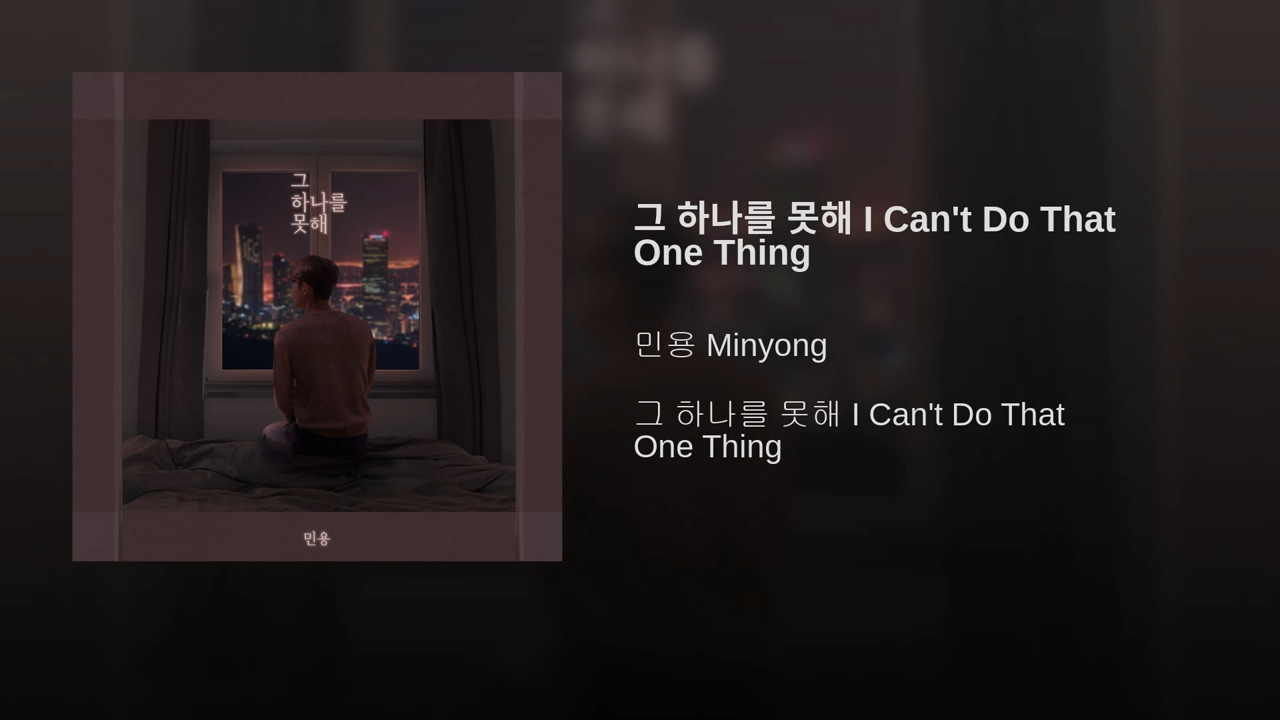 그
하나를
못해
민용
그 하나를 못해 I Can't Do That
One Thing
민용 Minyong
그 하나를 못해 I Can't Do That
One Thing